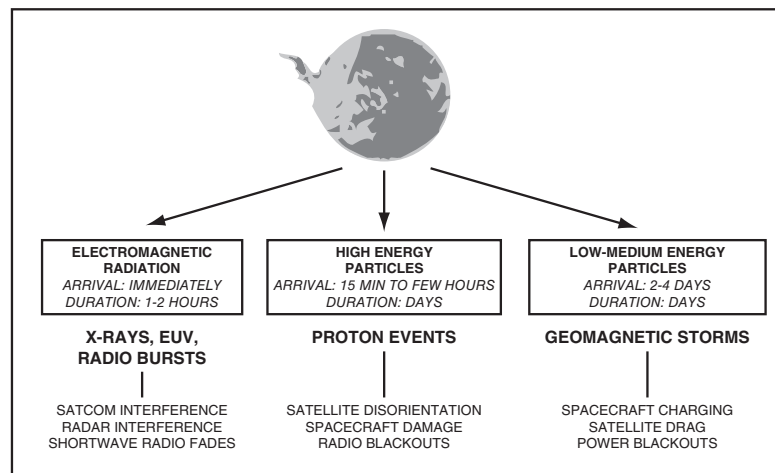 ELECTROMAGNETIC
RADIATION
ARRIVAL: IMMEDIATELY
DURATION: 1-2 HOURS
X-RAYS, EUV,
RADIO BURSTS
SATCOM INTERFERENCE
RADAR INTERFERENCE
SHORTWAVE RADIO FADES
HIGH ENERGY
PARTICLES
ARRIVAL: 15 MIN TO FEW HOURS
DURATION: DAYS
PROTON EVENTS
SATELLITE DISORIENTATION
SPACECRAFT DAMAGE
RADIO BLACKOUTS
LOW-MEDIUM ENERGY
PARTICLES
ARRIVAL: 2-4 DAYS
DURATION: DAYS
GEOMAGNETIC STORMS
SPACECRAFT CHARGING
SATELLITE DRAG
POWER BLACKOUTS